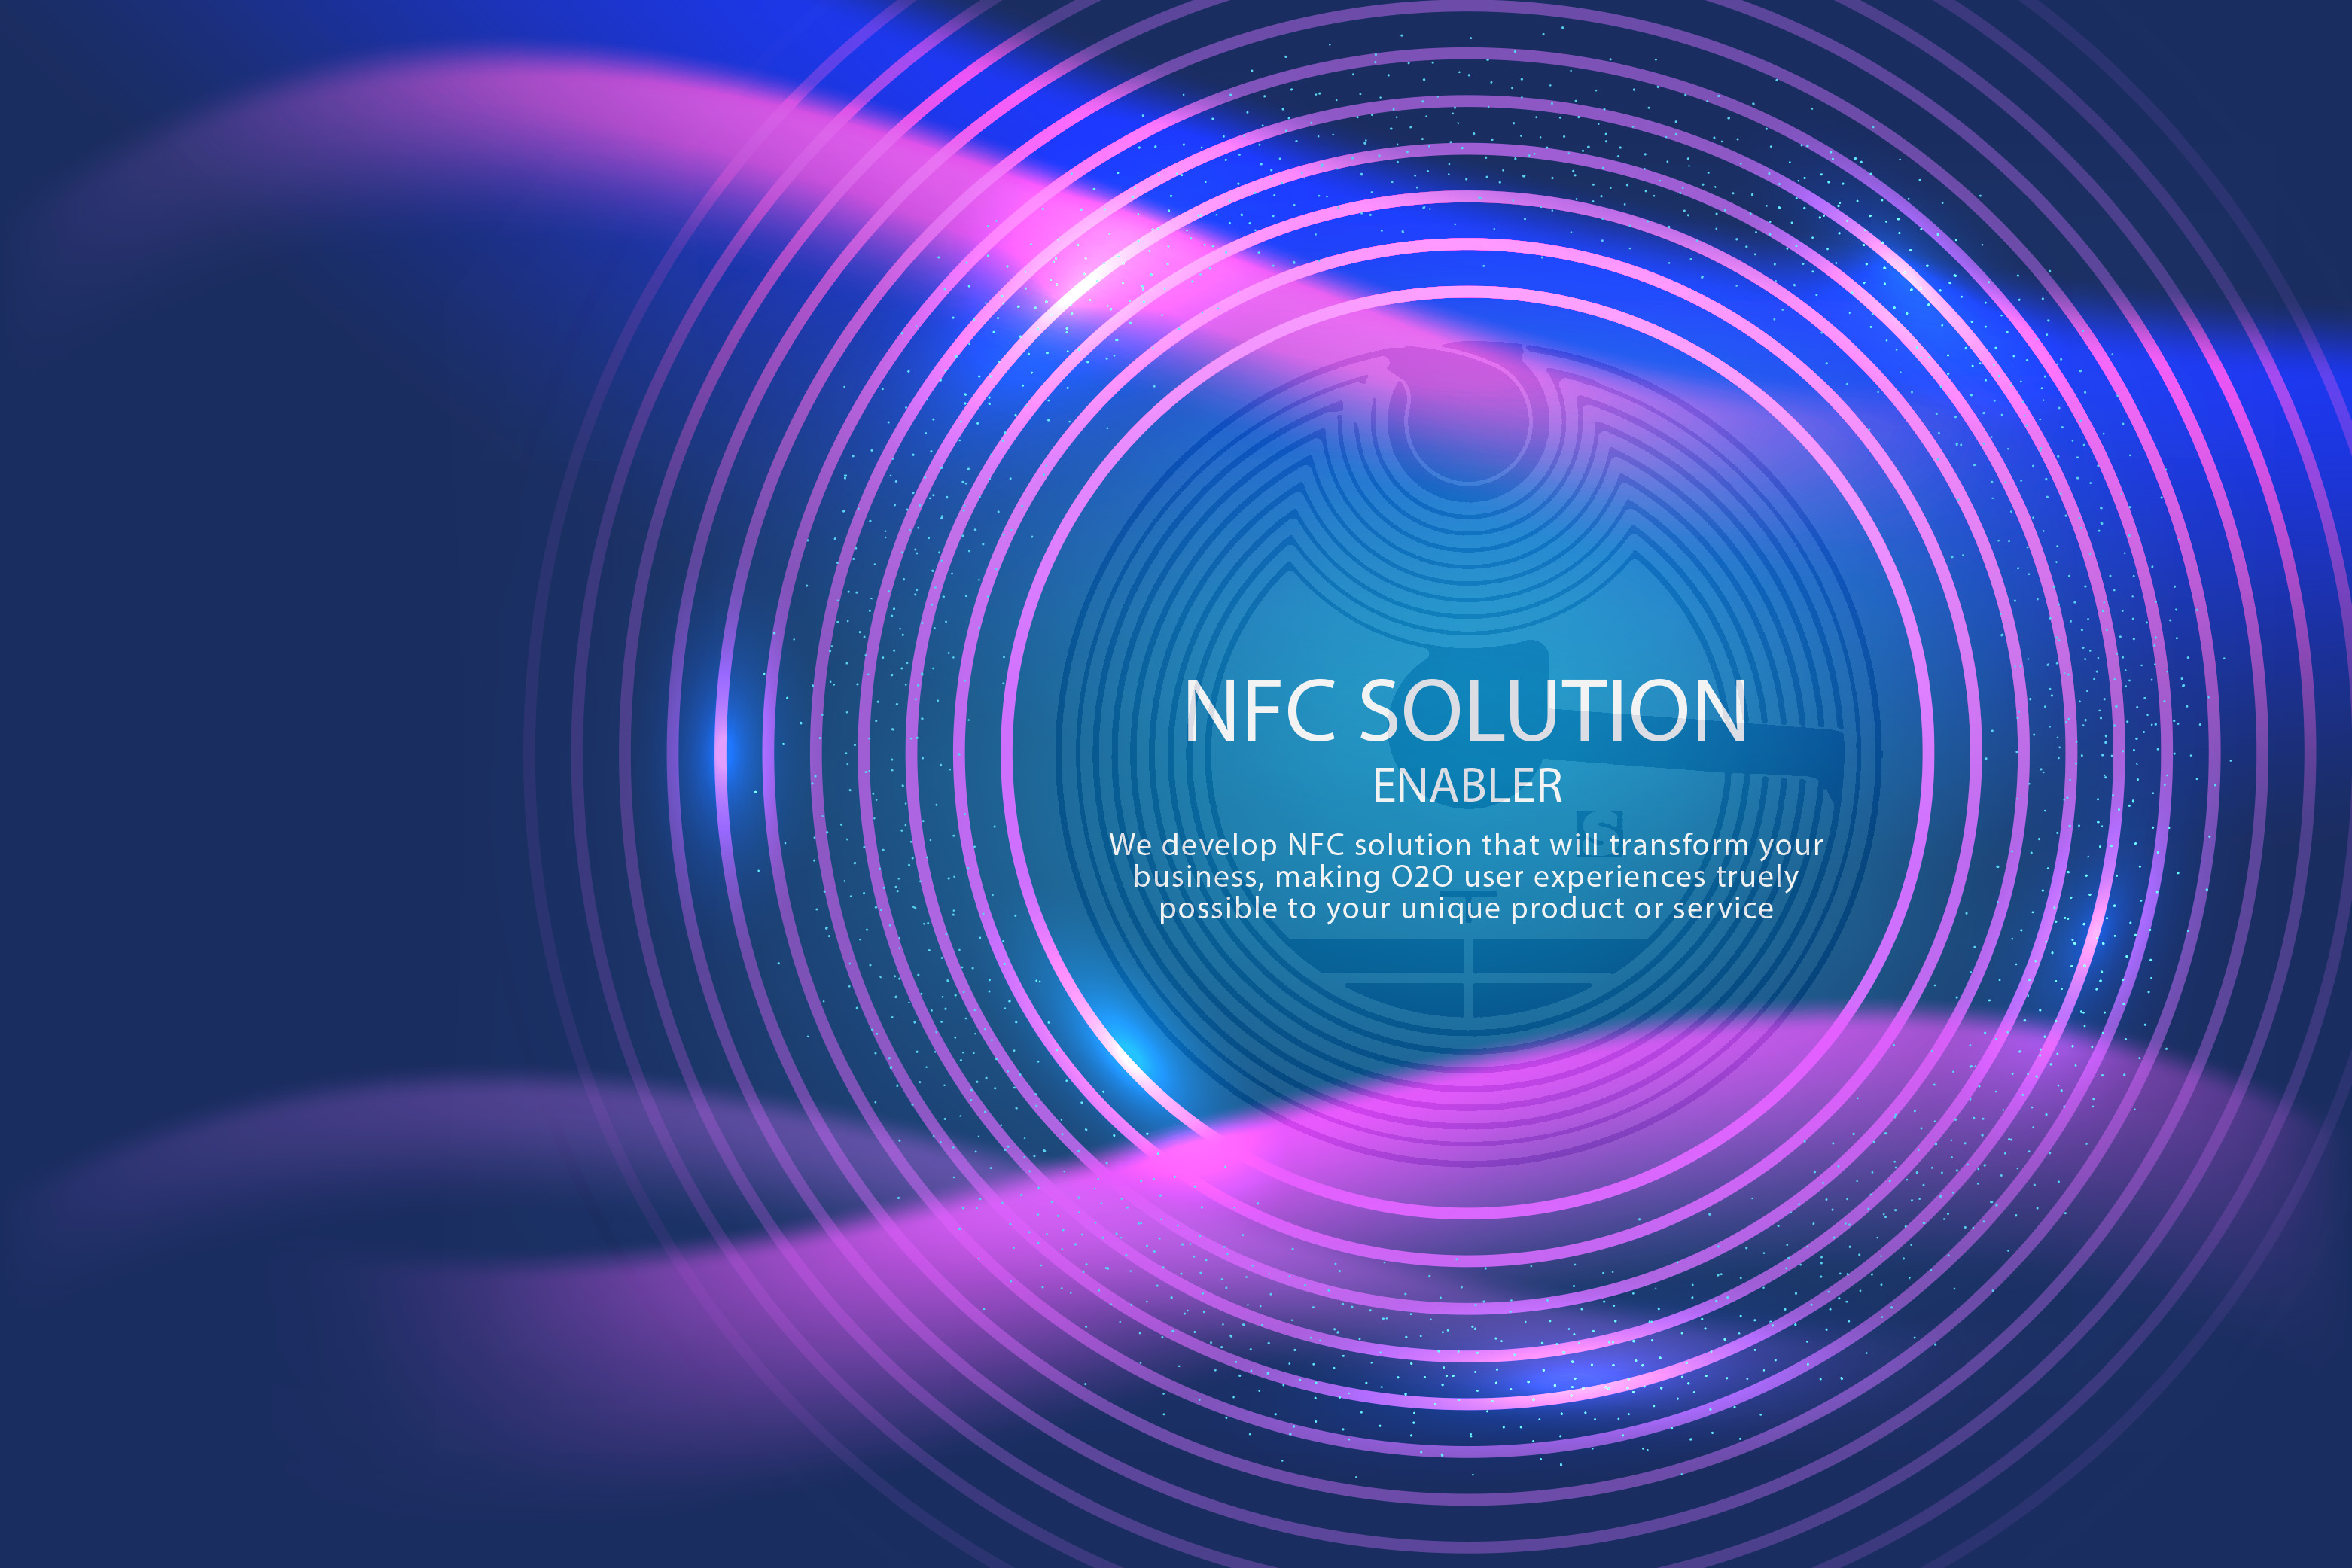 NFC SOLUTION
ENABLER
We develop NFC solution that will transform your
business, making O2O user experiences truely
possible to your unique product or service